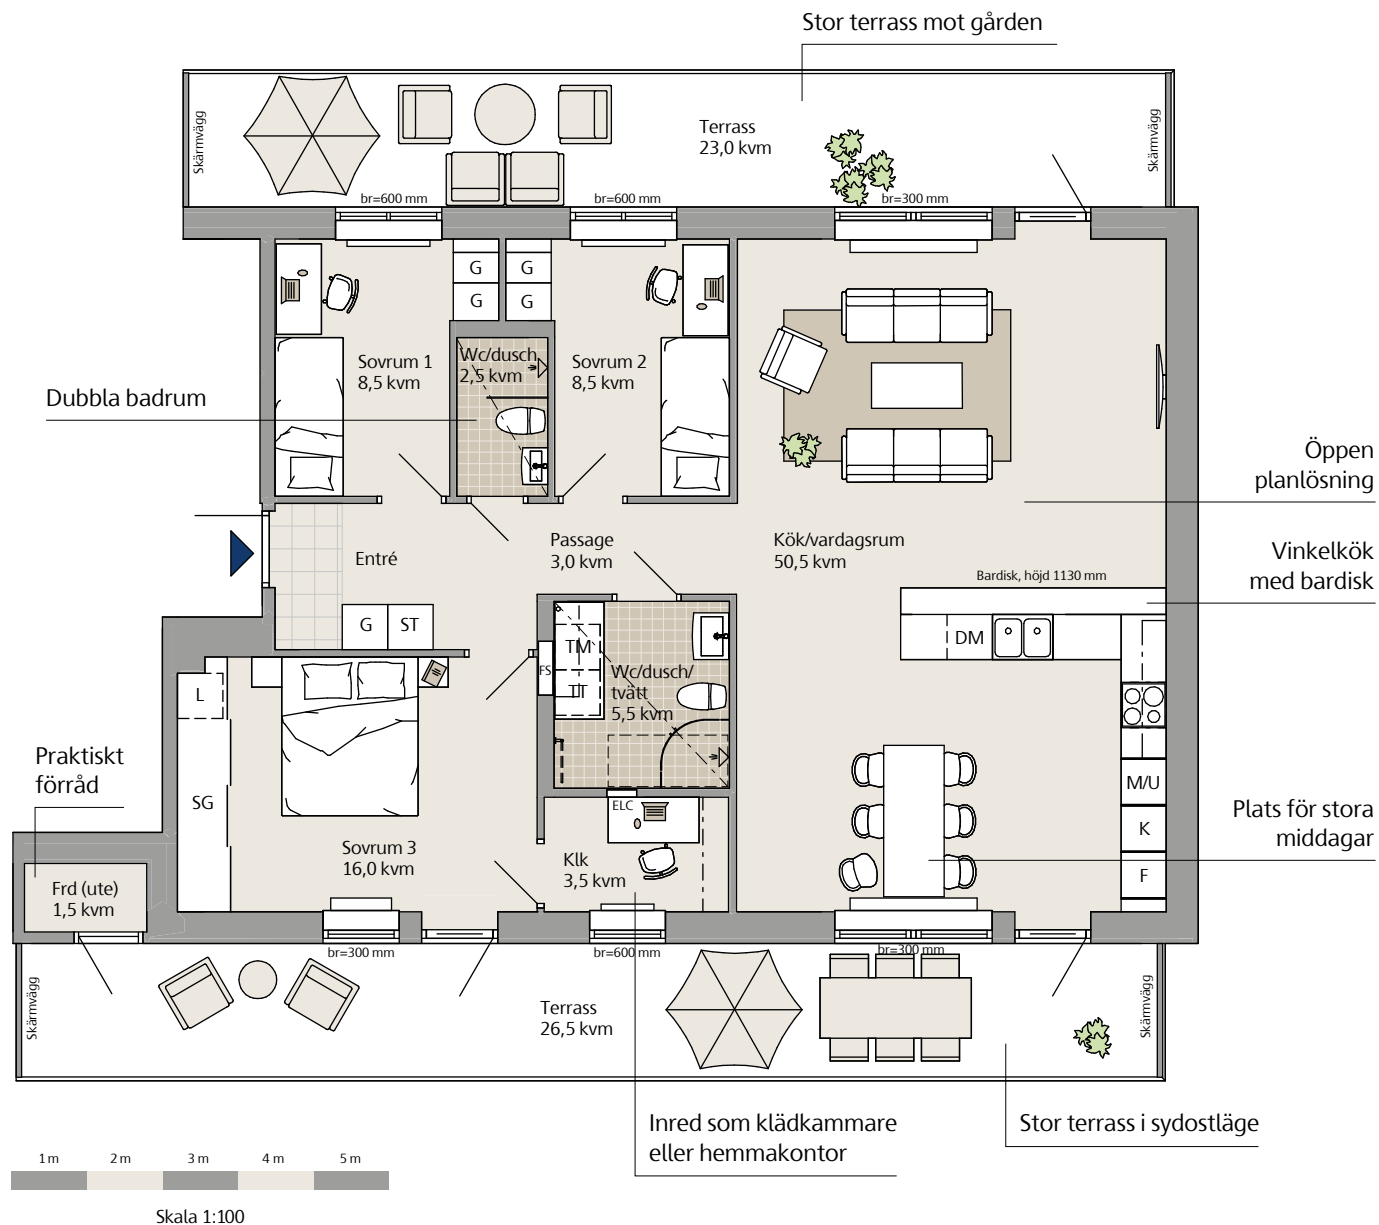 Stor terrass mot gården
Skärmvägg
Terrass
23,0 kvm
Skärmvägg
br=600 mm
br=600 mm
br=300 mm
G
G
G
G
Sovrum 1
8,5 kvm
Wc/dusch
2,5 kvm
Sovrum 2
8,5 kvm
Dubbla badrum
Öppen
planlösning
Entré
Passage
3,0 kvm
Kök/vardagsrum
50,5 kvm
Vinkelkök
med bardisk
Bardisk, höjd 1130 mm
G
ST
DM
TM
TT
FS
Wc/dusch/
tvätt
5,5 kvm
L
SG
Praktiskt
förråd
M/U
K
F
Plats för stora
middagar
ELC
Sovrum 3
16,0 kvm
Klk
3,5 kvm
Frd (ute)
1,5 kvm
br=300 mm
br=600 mm
br=300 mm
Skärmvägg
Terrass
26,5 kvm
Skärmvägg
Inred som klädkammare
eller hemmakontor
Stor terrass i sydostläge
1 m
2 m
3 m
4 m
5 m
Skala 1:100